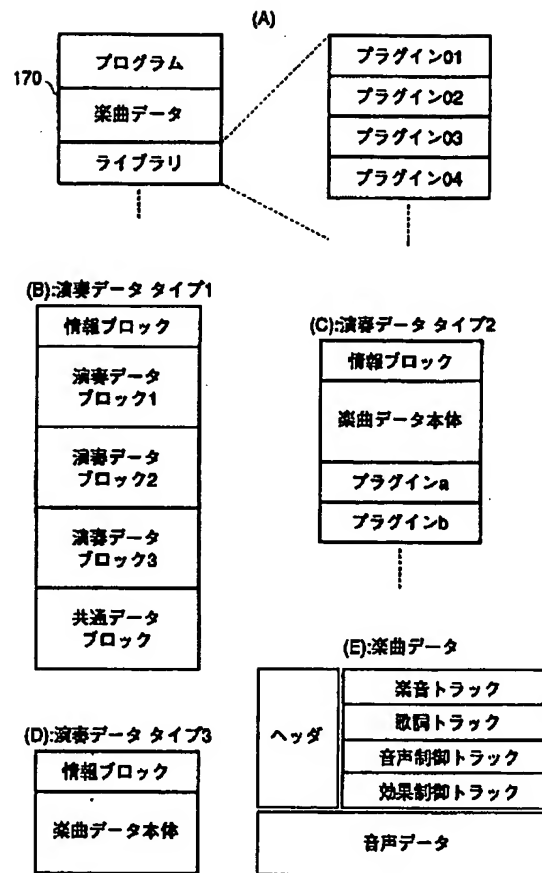 (A)
170
プログラム
楽曲データ
ライブラリ
プラグイン01
プラグイン02
プラグイン03
プラグイン04
(B):演奏データ タイプ1
情報ブロック
演奏データ
ブロック1
演奏データ
ブロック2
演奏データ
ブロック3
共通データ
ブロック
(C):演奏データ タイプ2
情報ブロック
楽曲データ本体
プラグインa
プラグインb
(D):演奏データ タイプ3
情報ブロック
楽曲データ本体
(E):楽曲データ
ヘッダ
楽音トラック
歌詞トラック
音声制御トラック
効果制御トラック
音声データ